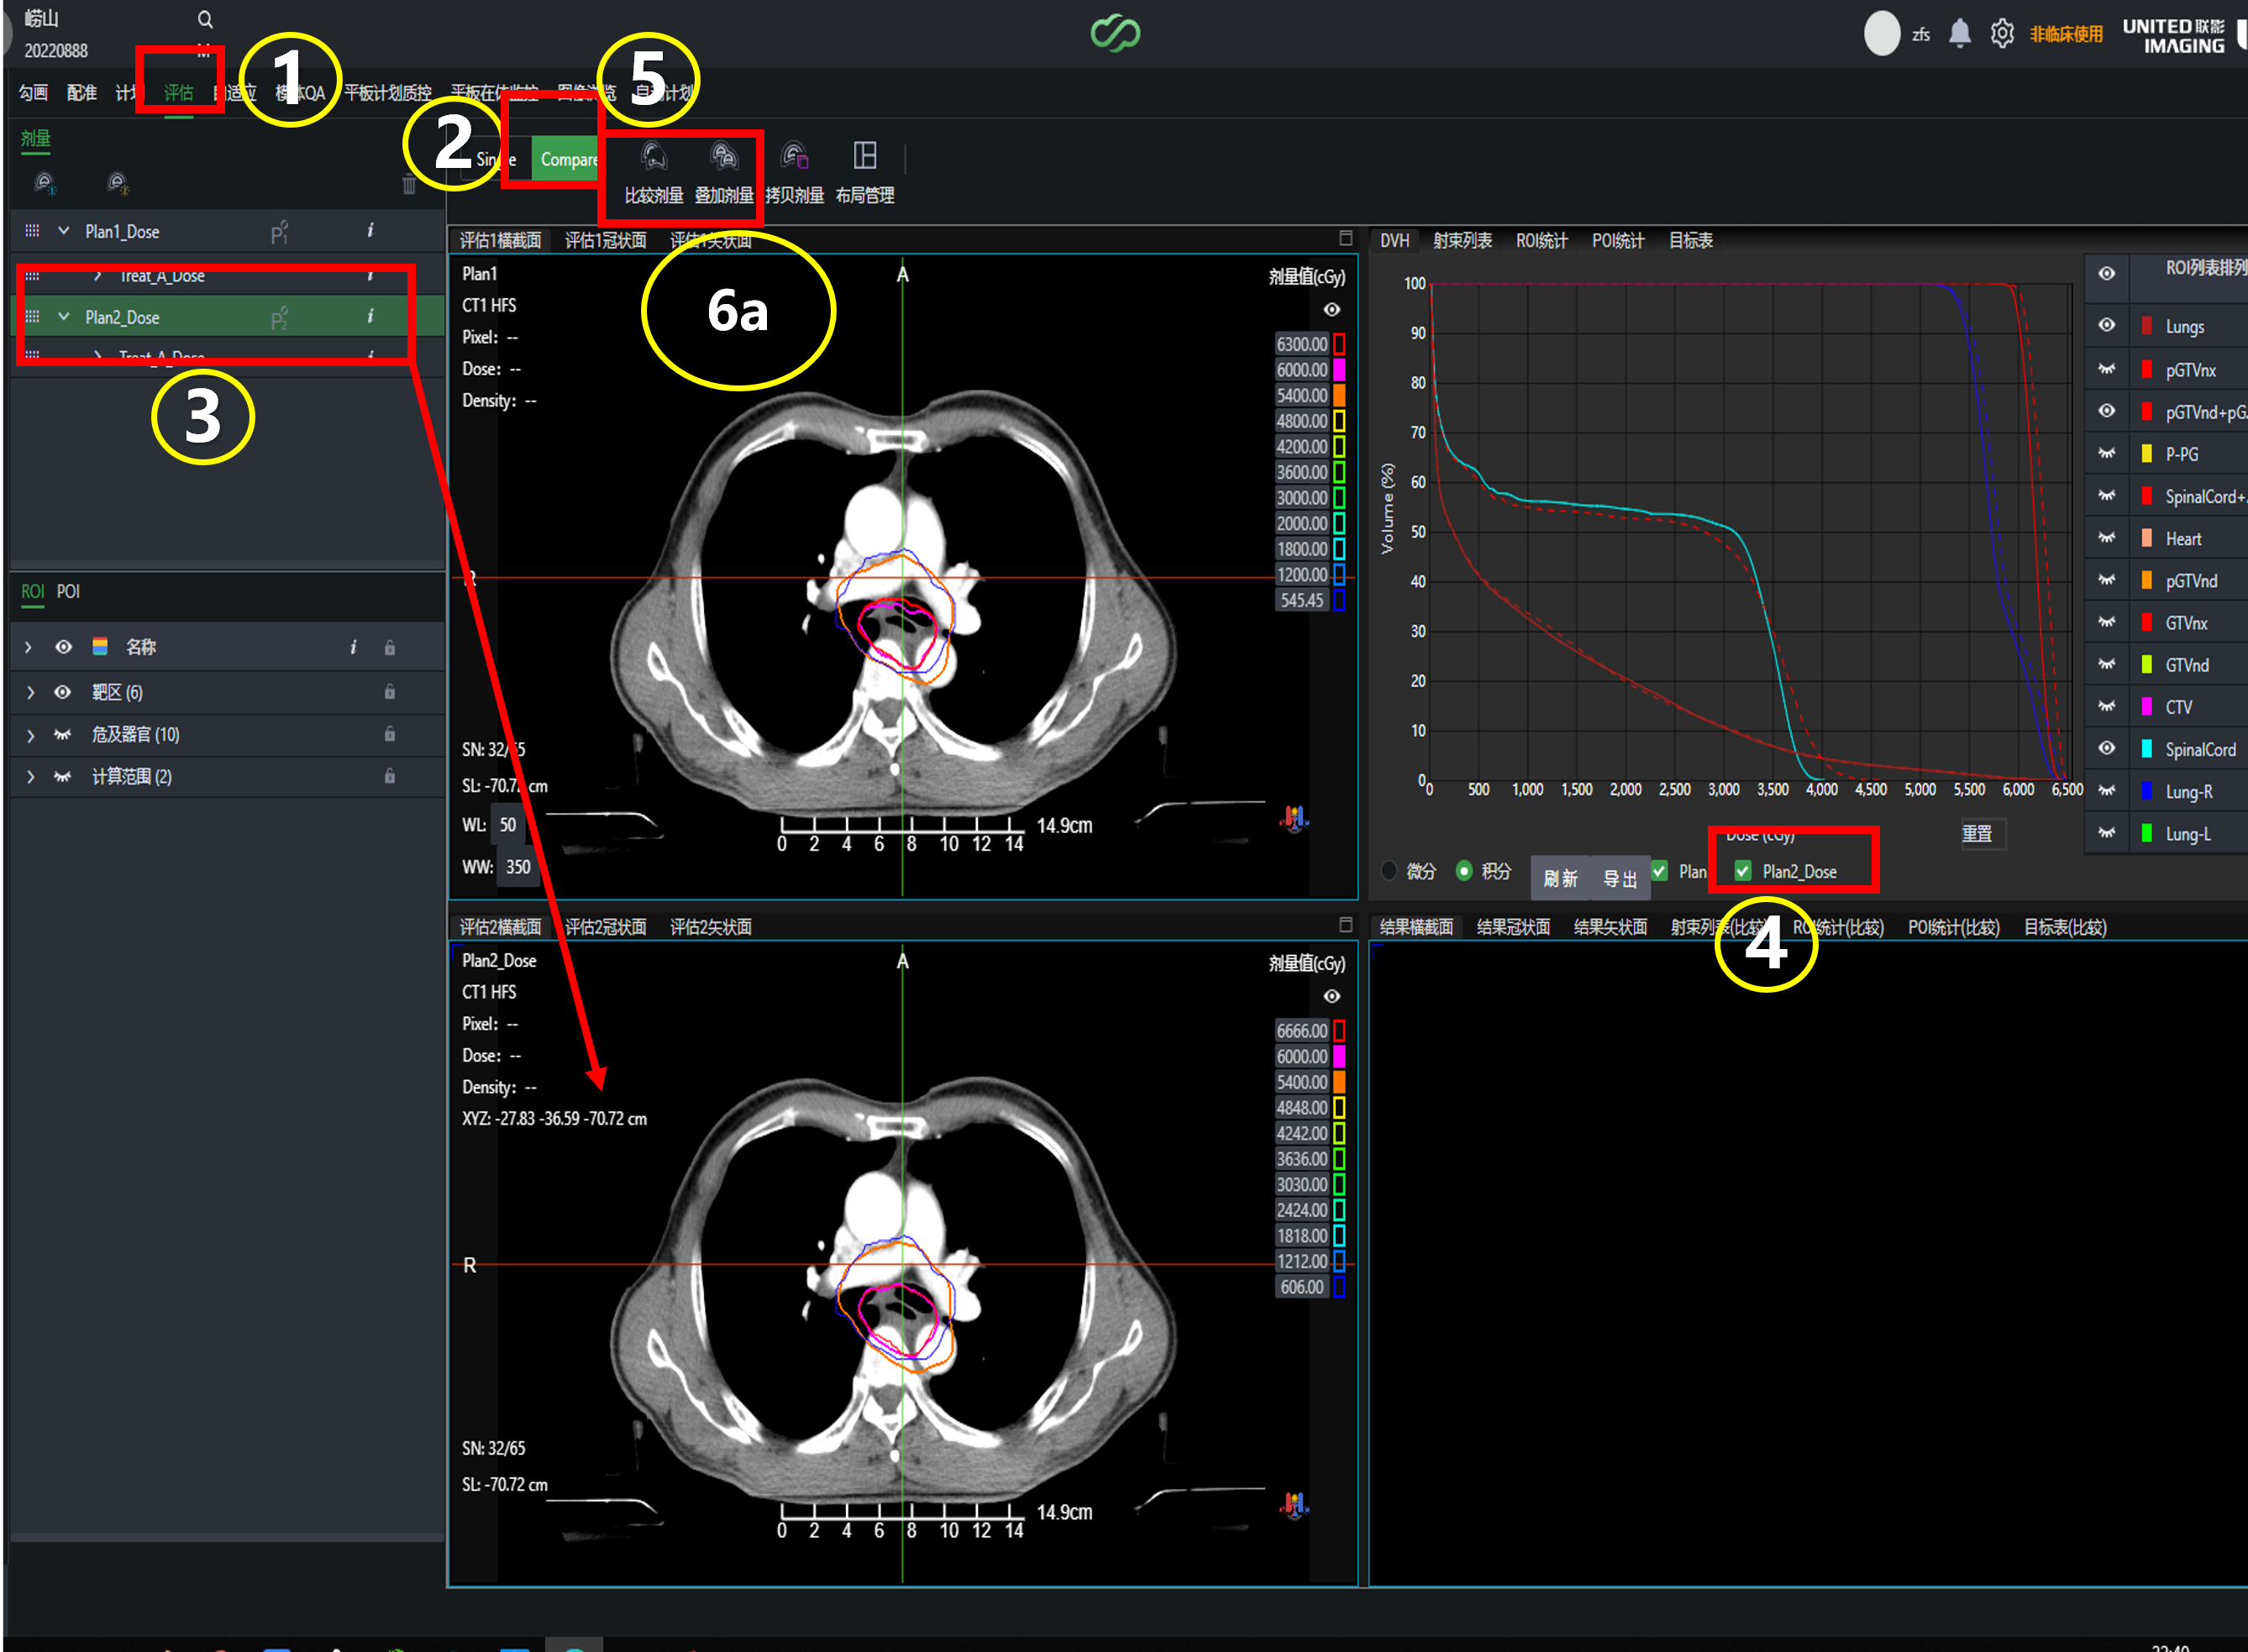 崂山
20220888
M
zfs
非临床使用
UNITED 联影
IMAGING
勾画 配准 计划 评估 自适应 模体QA 平板计划质控 平板在体监控 图像浏览 自动计划
1
5
2
剂量
Single Compare
比较剂量 叠加剂量 拷贝剂量 布局管理
Plan1_Dose P1 i
Treat_A_Dose i
Plan2_Dose P2 i
Treat_A_Dose i
3
ROI POI
名称 i
靶区 (6)
危及器官 (10)
计算范围 (2)
评估1横截面 评估1冠状面 评估1矢状面
6a
Plan1
CT1 HFS
Pixel: --
Dose: --
Density: --
A
R
剂量值(cGy)
6300.00
6000.00
5400.00
4800.00
4200.00
3600.00
3000.00
2000.00
1800.00
1200.00
545.45
SN: 32/65
SL: -70.72 cm
WL: 50
WW: 350
0 2 4 6 8 10 12 14
14.9cm
DVH 射束列表 ROI统计 POI统计 目标表
Volume (%)
100
90
80
70
60
50
40
30
20
10
0
0 500 1,000 1,500 2,000 2,500 3,000 3,500 4,000 4,500 5,000 5,500 6,000 6,500
Dose (cGy)
重置
微分 积分 刷新 导出 Plan Plan2_Dose
4
ROI列表排列
Lungs
pGTVnx
pGTVnd+pG.
P-PG
SpinalCord+.
Heart
pGTVnd
GTVnx
GTVnd
CTV
SpinalCord
Lung-R
Lung-L
评估2横截面 评估2冠状面 评估2矢状面
Plan2_Dose
CT1 HFS
Pixel: --
Dose: --
Density: --
XYZ: -27.83 -36.59 -70.72 cm
A
R
剂量值(cGy)
6666.00
6000.00
5400.00
4848.00
4242.00
3636.00
3030.00
2424.00
1818.00
1212.00
606.00
SN: 32/65
SL: -70.72 cm
0 2 4 6 8 10 12 14
14.9cm
结果横截面 结果冠状面 结果矢状面 射束列表(比较) ROI统计(比较) POI统计(比较) 目标表(比较)